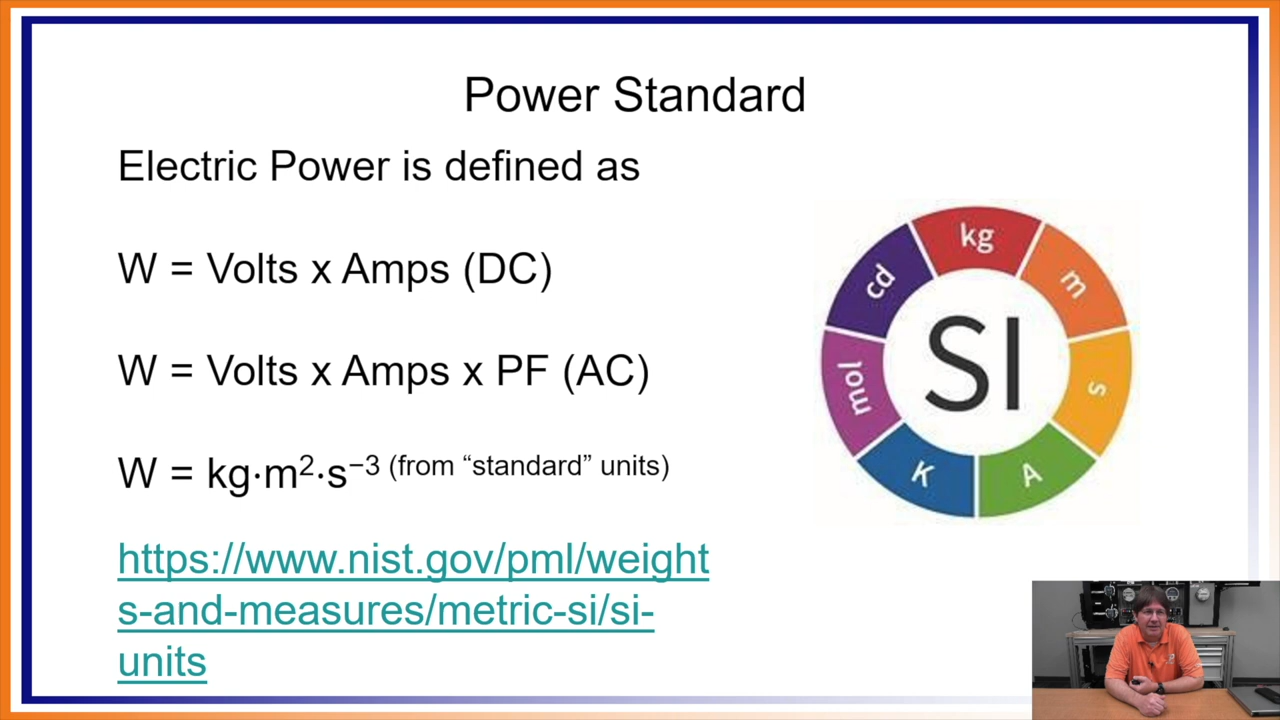 Power Standard
Electric Power is defined as
W = Volts x Amps (DC)
W = Volts x Amps x PF (AC)
W = kg·m²·s⁻³ (from “standard” units)
https://www.nist.gov/pml/weight
s-and-measures/metric-si/si-
units
kg
m
s
A
K
mol
cd
SI